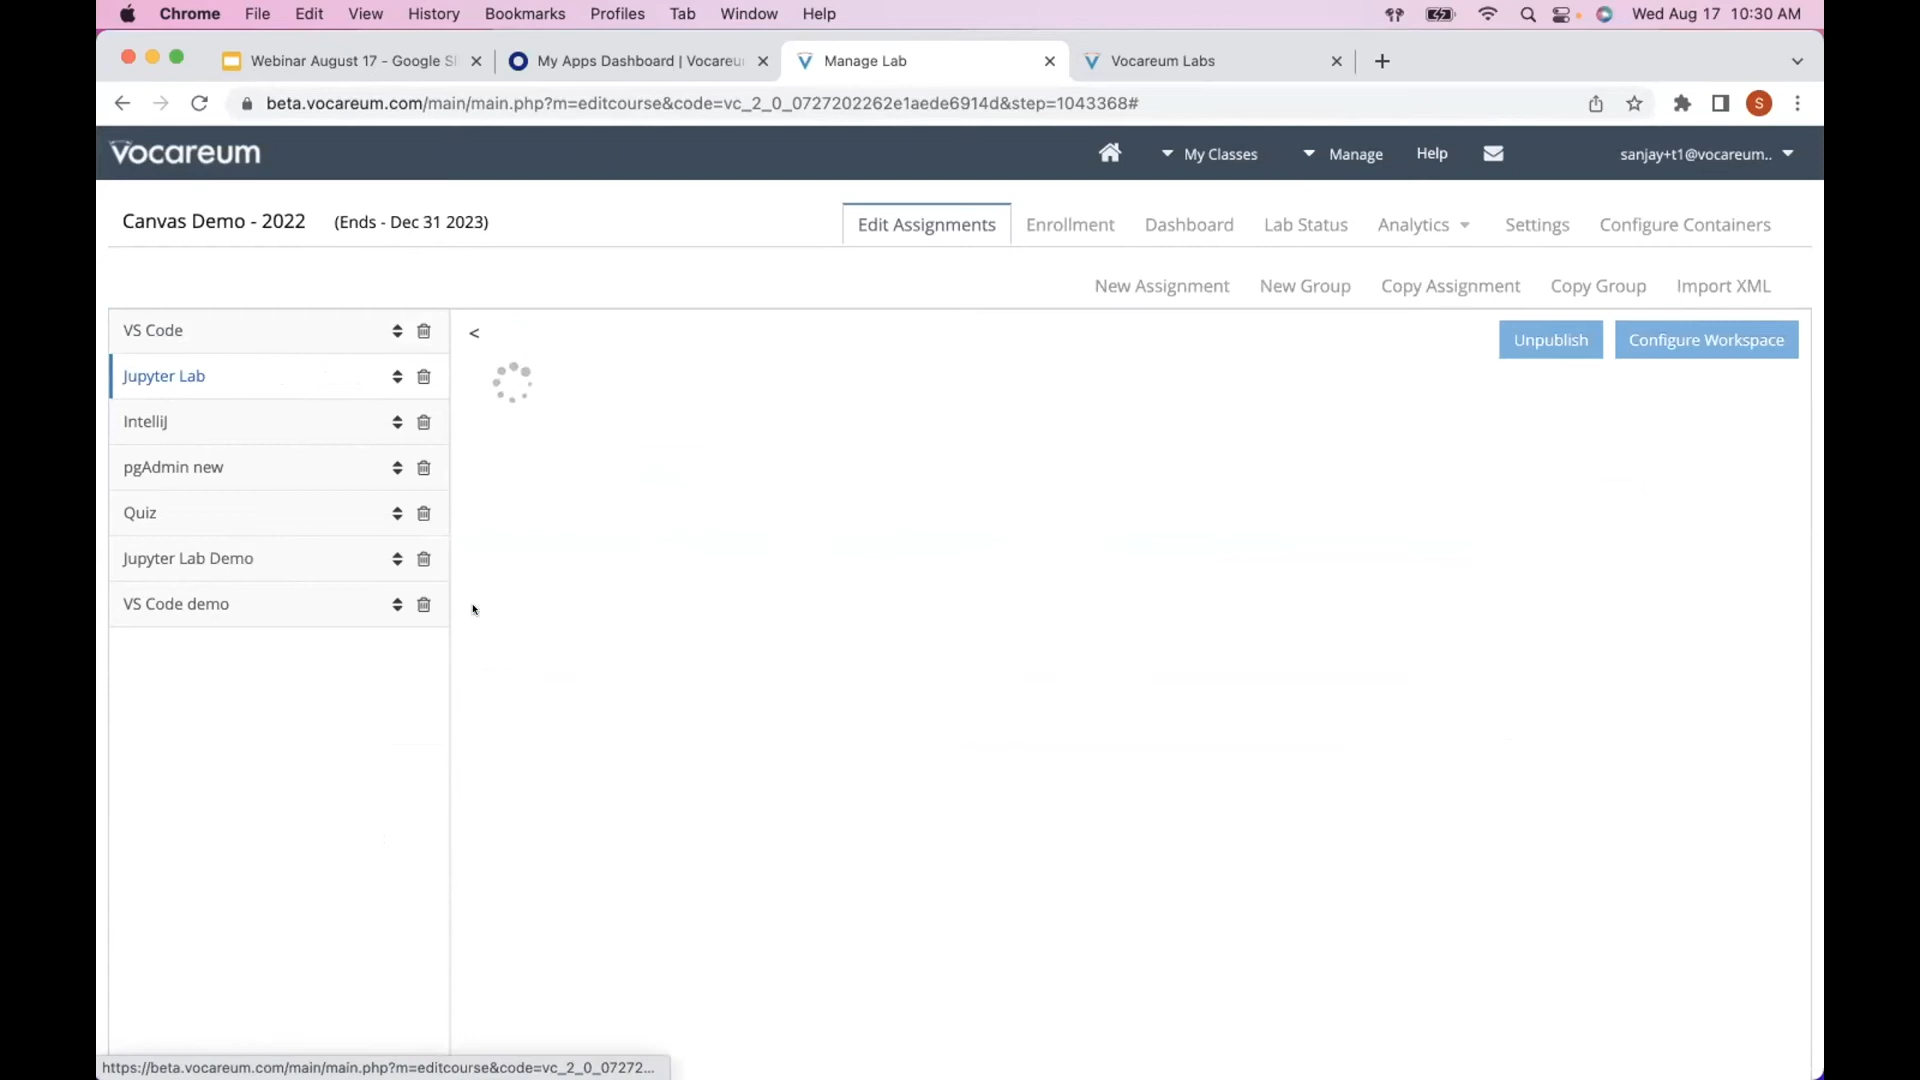 Chrome File Edit View History Bookmarks Profiles Tab Window Help Wed Aug 17 10:30 AM
Webinar August 17 - Google Sl My Apps Dashboard | Vocareu Manage Lab Vocareum Labs
beta.vocareum.com/main/main.php?m=editcourse&code=vc_2_0_0727202262e1aede6914d&step=1043368# S
vocareum My Classes Manage Help sanjay+t1@vocareum..
Canvas Demo - 2022 (Ends - Dec 31 2023) Edit Assignments Enrollment Dashboard Lab Status Analytics Settings Configure Containers
New Assignment New Group Copy Assignment Copy Group Import XML
VS Code < Unpublish Configure Workspace
Jupyter Lab
IntelliJ
pgAdmin new
Quiz
Jupyter Lab Demo
VS Code demo
https://beta.vocareum.com/main/main.php?m=editcourse&code=vc_2_0_07272...